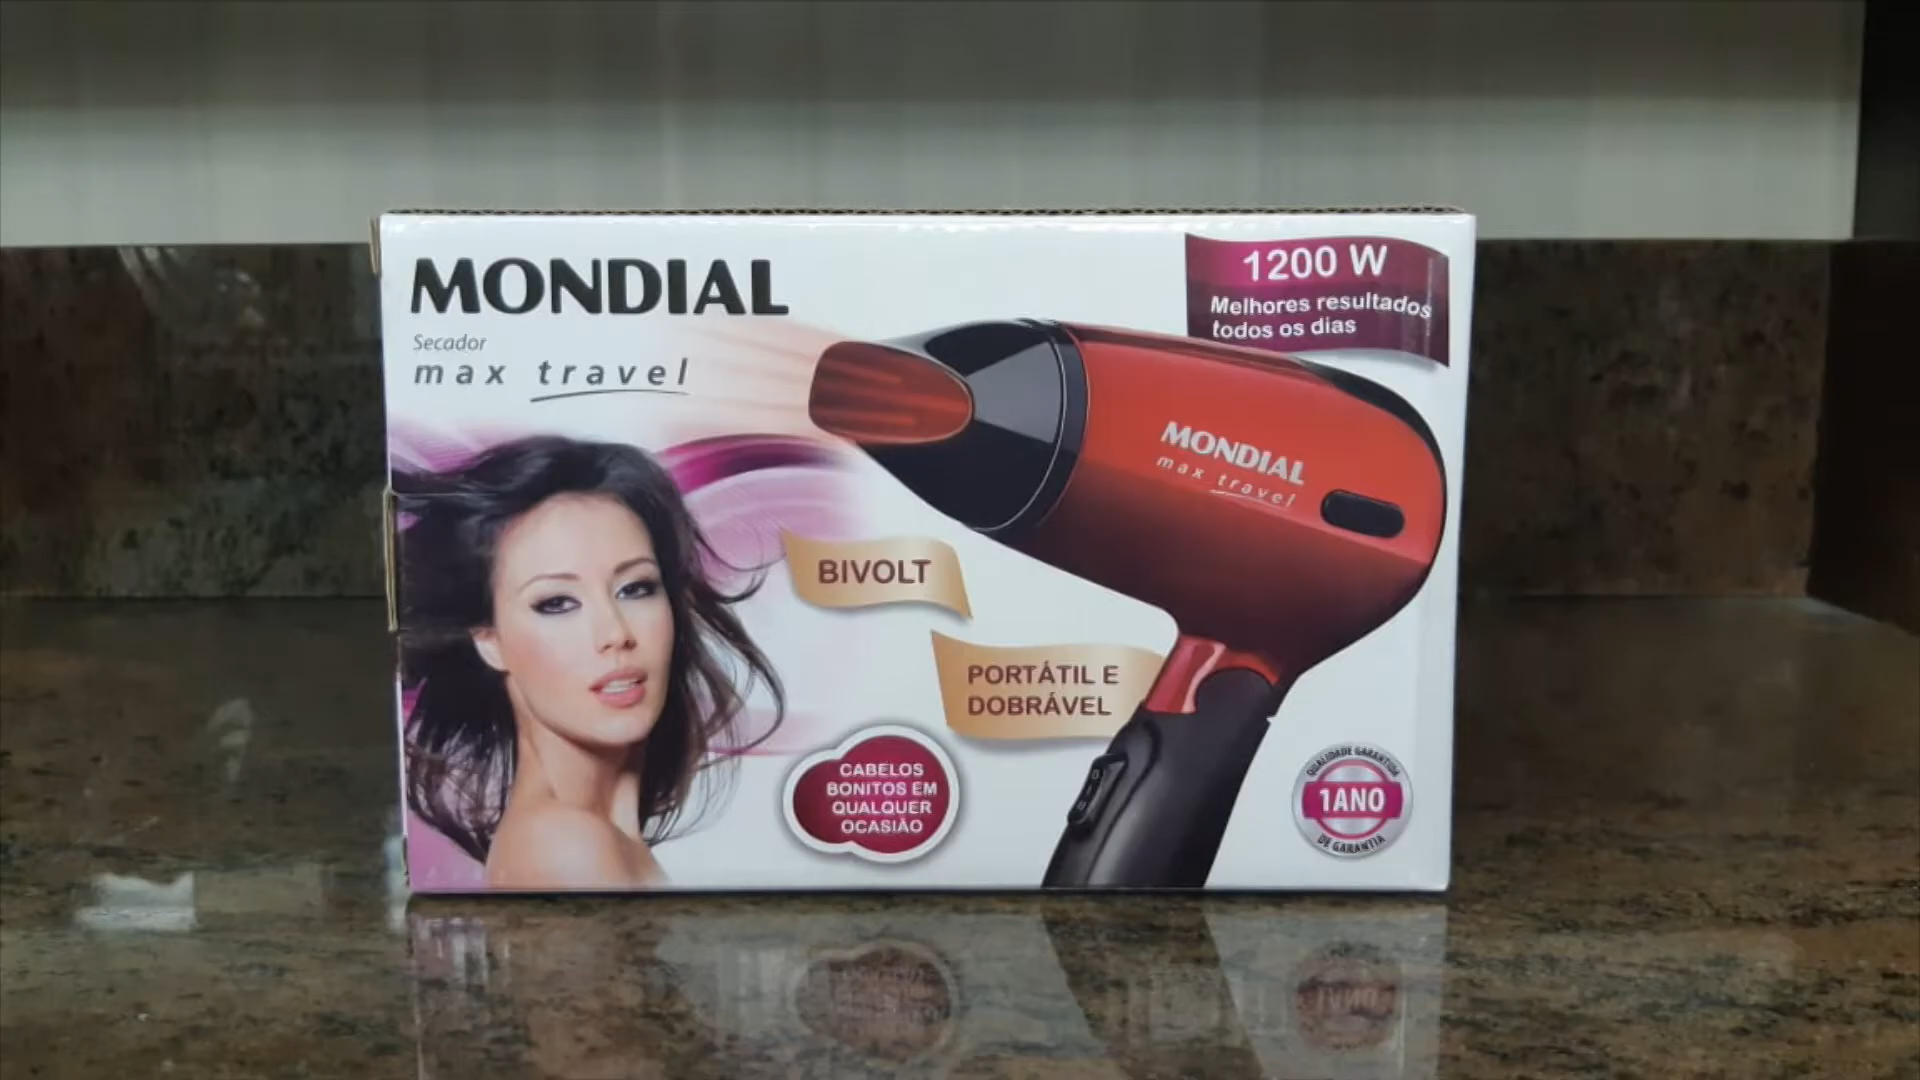 MONDIAL
Secador
max travel
1200 W
Melhores resultados
todos os dias
MONDIAL
max travel
BIVOLT
PORTÁTIL E
DOBRÁVEL
CABELOS
BONITOS EM
QUALQUER
OCASIÃO
QUALIDADE GARANTIDA
1ANO
DE GARANTIA